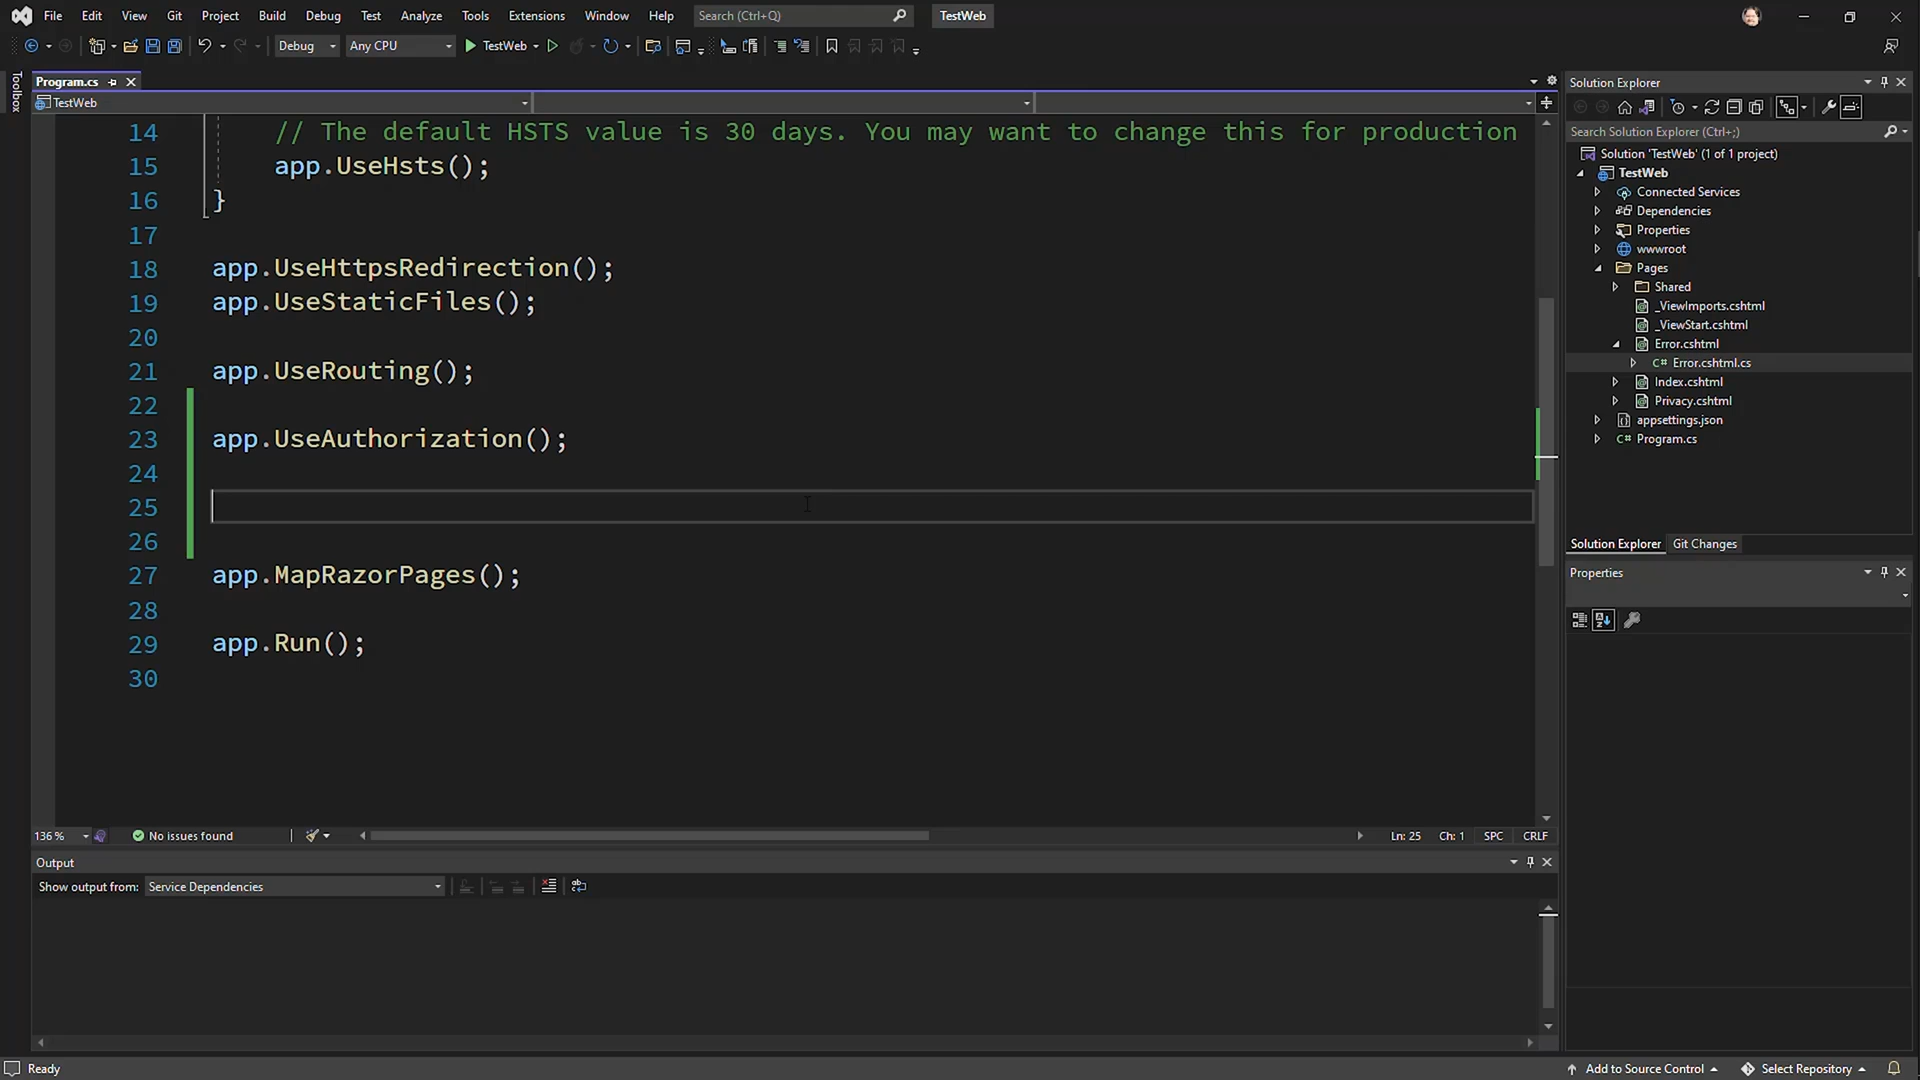 File Edit View Git Project Build Debug Test Analyze Tools Extensions Window Help Search (Ctrl+Q) TestWeb
Debug Any CPU TestWeb
Toolbox
Program.cs
TestWeb
14 // The default HSTS value is 30 days. You may want to change this for production
15 app.UseHsts();
16 }
17
18 app.UseHttpsRedirection();
19 app.UseStaticFiles();
20
21 app.UseRouting();
22
23 app.UseAuthorization();
24
25
26
27 app.MapRazorPages();
28
29 app.Run();
30
136 % No issues found Ln: 25 Ch: 1 SPC CRLF
Output
Show output from: Service Dependencies
Solution Explorer
Search Solution Explorer (Ctrl+;)
Solution 'TestWeb' (1 of 1 project)
TestWeb
Connected Services
Dependencies
Properties
wwwroot
Pages
Shared
_ViewImports.cshtml
_ViewStart.cshtml
Error.cshtml
C# Error.cshtml.cs
Index.cshtml
Privacy.cshtml
appsettings.json
C# Program.cs
Solution Explorer Git Changes
Properties
Ready Add to Source Control Select Repository